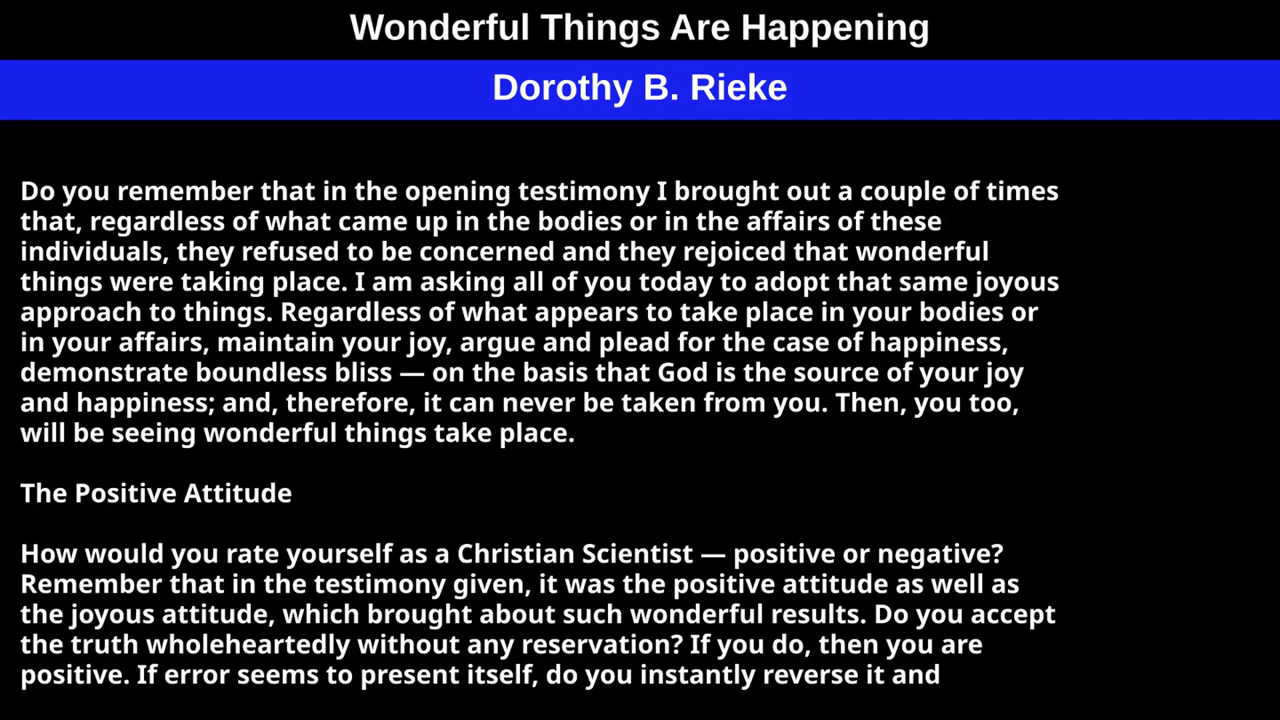 Wonderful Things Are Happening
Dorothy B. Rieke
Do you remember that in the opening testimony I brought out a couple of times
that, regardless of what came up in the bodies or in the affairs of these
individuals, they refused to be concerned and they rejoiced that wonderful
things were taking place. I am asking all of you today to adopt that same joyous
approach to things. Regardless of what appears to take place in your bodies or
in your affairs, maintain your joy, argue and plead for the case of happiness,
demonstrate boundless bliss — on the basis that God is the source of your joy
and happiness; and, therefore, it can never be taken from you. Then, you too,
will be seeing wonderful things take place.
The Positive Attitude
How would you rate yourself as a Christian Scientist — positive or negative?
Remember that in the testimony given, it was the positive attitude as well as
the joyous attitude, which brought about such wonderful results. Do you accept
the truth wholeheartedly without any reservation? If you do, then you are
positive. If error seems to present itself, do you instantly reverse it and